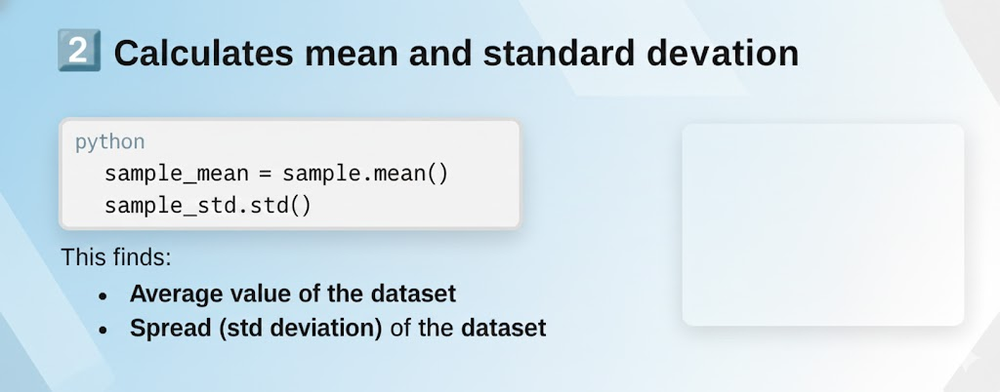 2 Calculates mean and standard devation
python
sample_mean = sample.mean()
sample_std.std()
This finds:
• Average value of the dataset
• Spread (std deviation) of the dataset